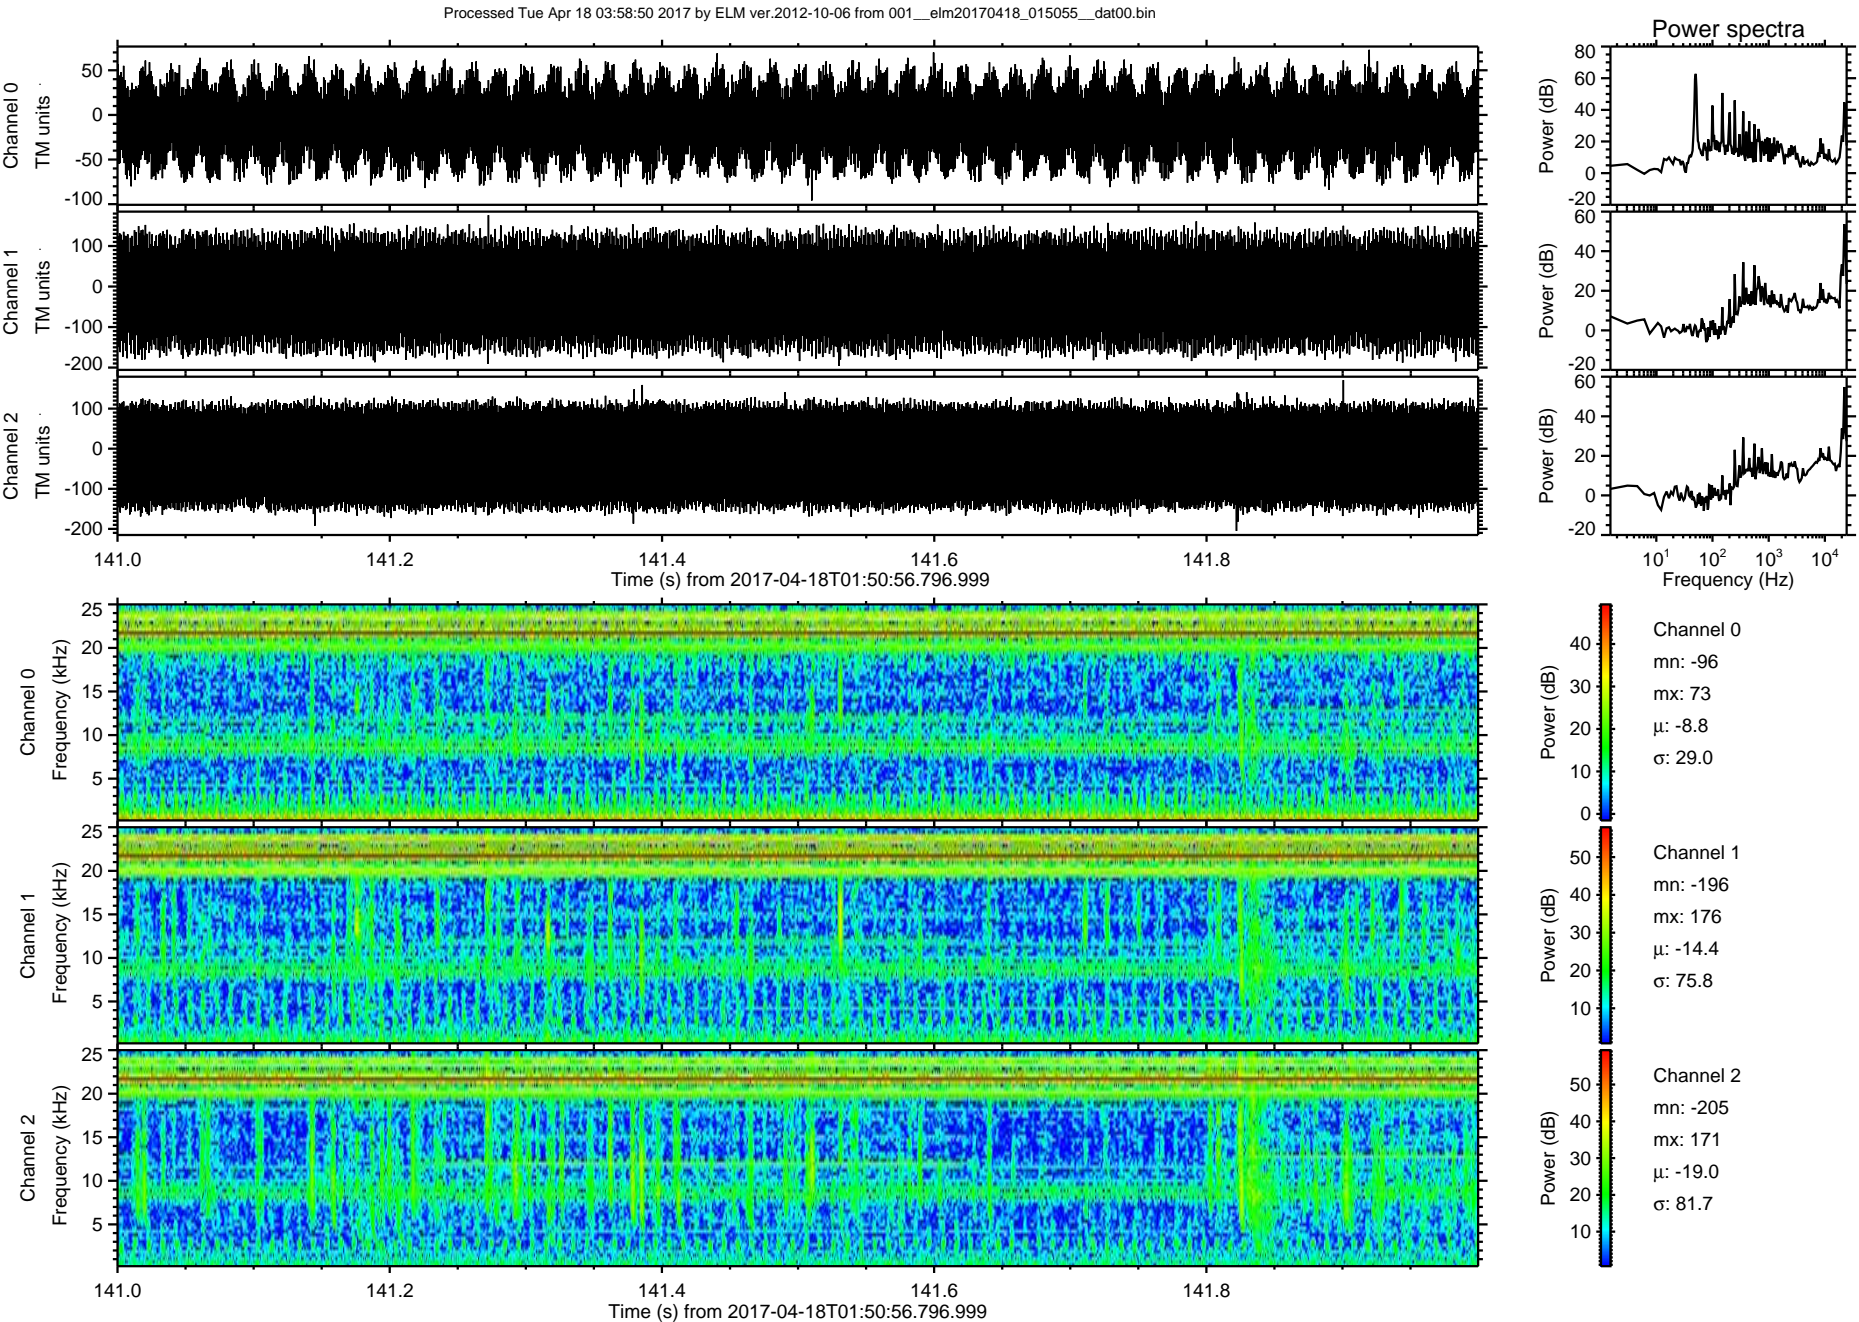 Processed Tue Apr 18 03:58:50 2017 by ELM ver.2012-10-06 from 001__elm20170418_015055__dat00.bin
Power spectra
Channel 0
TM units
50
0
-50
-100
Power (dB)
80
60
40
20
0
-20
Channel 1
TM units
100
0
-100
-200
Power (dB)
60
40
20
0
-20
Channel 2
TM units
100
0
-100
-200
Power (dB)
60
40
20
0
-20
141.0 141.2 141.4 141.6 141.8
Time (s) from 2017-04-18T01:50:56.796.999
10¹ 10² 10³ 10⁴
Frequency (Hz)
Channel 0
Frequency (kHz)
25
20
15
10
5
Power (dB)
40
30
20
10
0
Channel 0
mn: -96
mx: 73
μ: -8.8
σ: 29.0
Channel 1
Frequency (kHz)
25
20
15
10
5
Power (dB)
50
40
30
20
10
Channel 1
mn: -196
mx: 176
μ: -14.4
σ: 75.8
Channel 2
Frequency (kHz)
25
20
15
10
5
Power (dB)
50
40
30
20
10
Channel 2
mn: -205
mx: 171
μ: -19.0
σ: 81.7
141.0 141.2 141.4 141.6 141.8
Time (s) from 2017-04-18T01:50:56.796.999